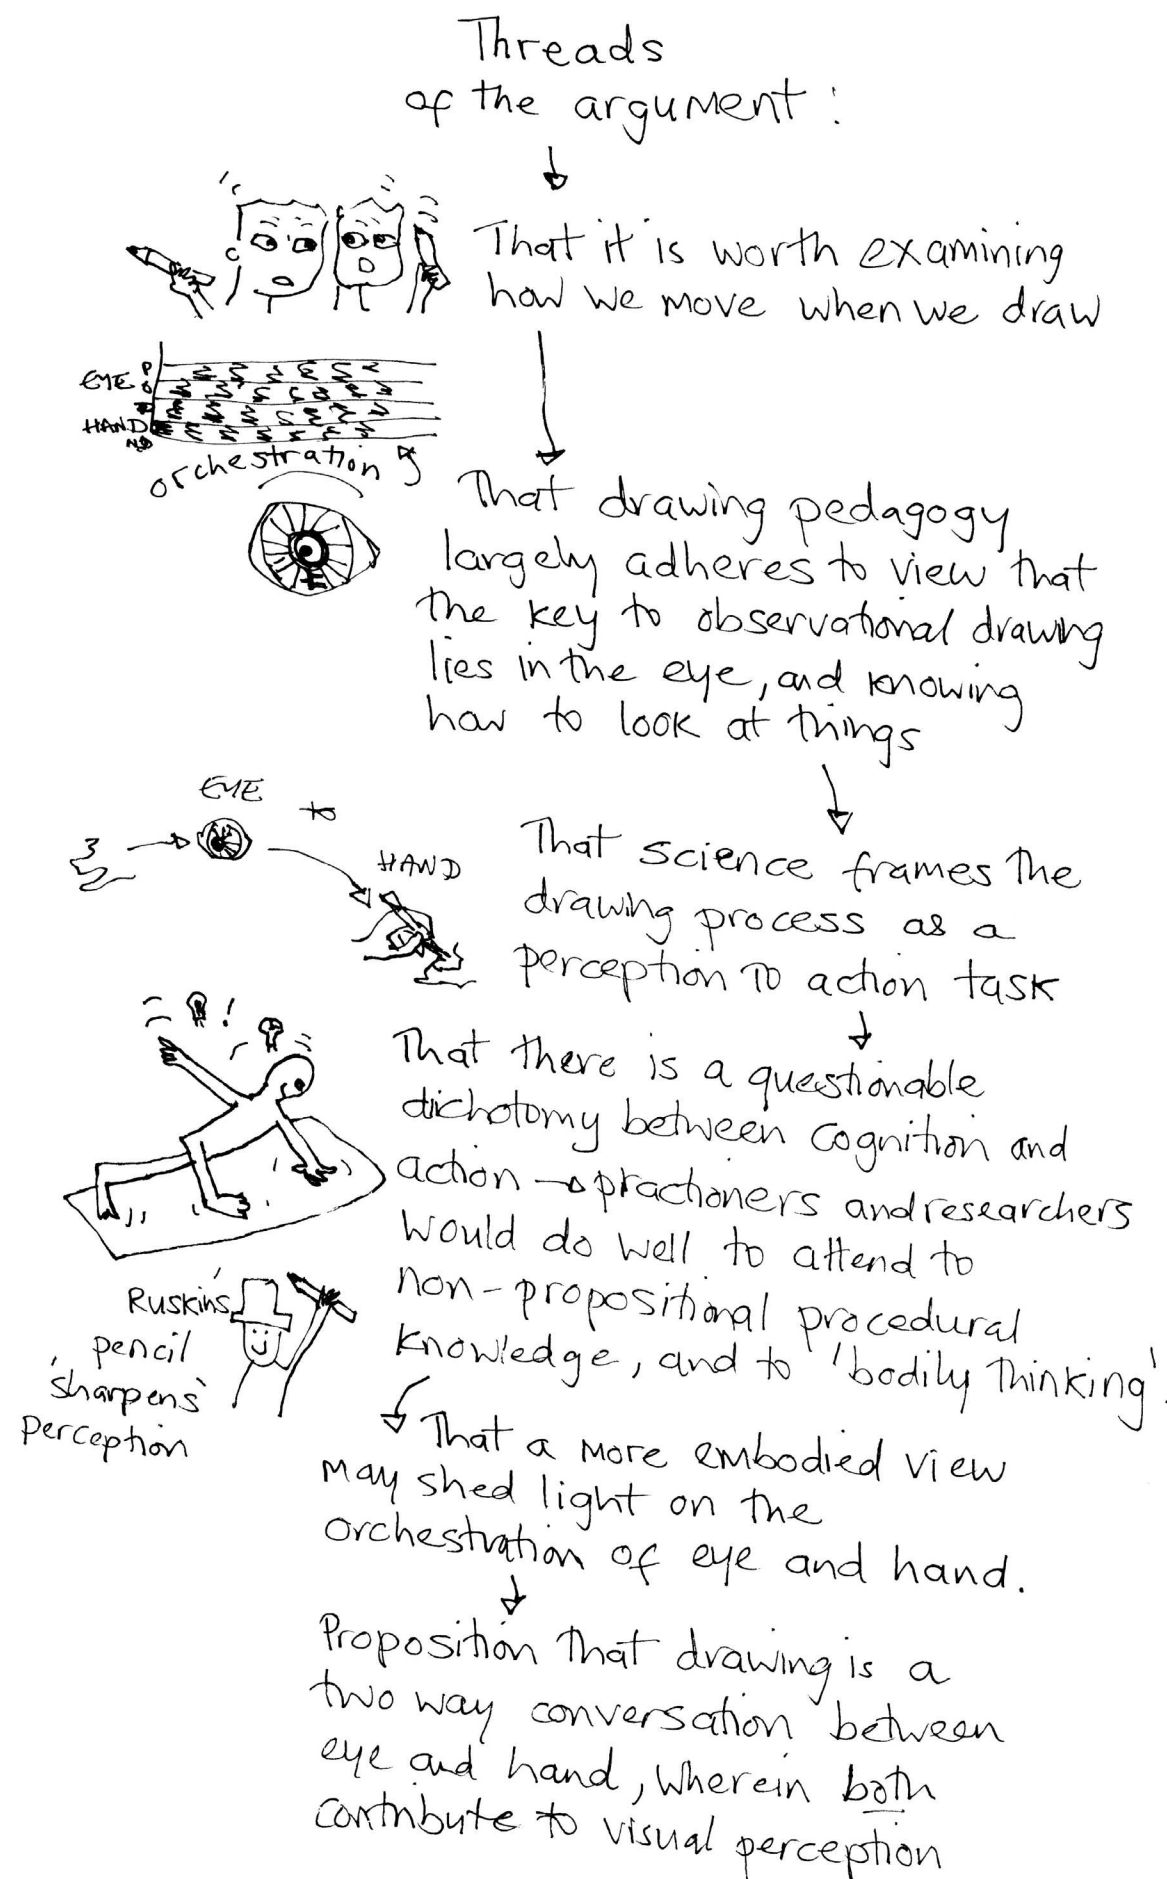 Threads
of the argument:
That it is worth examining
how we move when we draw
EYE
HAND
orchestration
That drawing pedagogy
largely adheres to view that
the key to observational drawing
lies in the eye, and knowing
how to look at things
EYE to
HAND
That science frames the
drawing process as a
perception TO action task
That there is a questionable
dichotomy between cognition and
action → practioners and researchers
would do well to attend to
non-propositional procedural
knowledge, and to 'bodily thinking'.
Ruskin's
pencil
'sharpens'
perception
That a more embodied view
may shed light on the
orchestration of eye and hand.
Proposition that drawing is a
two way conversation between
eye and hand, wherein both
contribute to visual perception